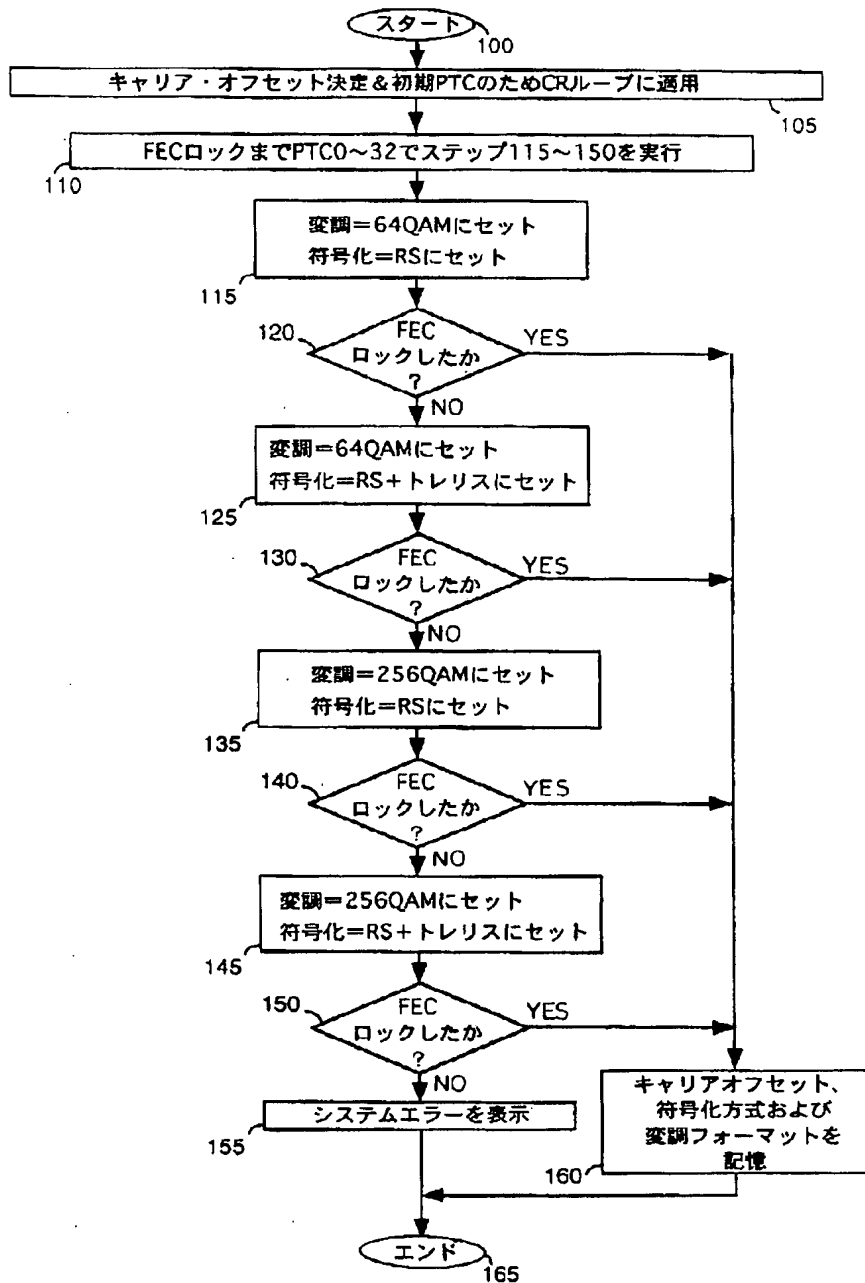 スタート
100
キャリア・オフセット決定&初期PTCのためCRループに適用
105
FECロックまでPTC0~32でステップ115~150を実行
110
変調=64QAMにセット
符号化=RSにセット
115
120
FEC
ロックしたか
?
YES
NO
変調=64QAMにセット
符号化=RS+トレリスにセット
125
130
FEC
ロックしたか
?
YES
NO
変調=256QAMにセット
符号化=RSにセット
135
140
FEC
ロックしたか
?
YES
NO
変調=256QAMにセット
符号化=RS+トレリスにセット
145
150
FEC
ロックしたか
?
YES
NO
システムエラーを表示
155
キャリアオフセット、
符号化方式および
変調フォーマットを
記憶
160
エンド
165